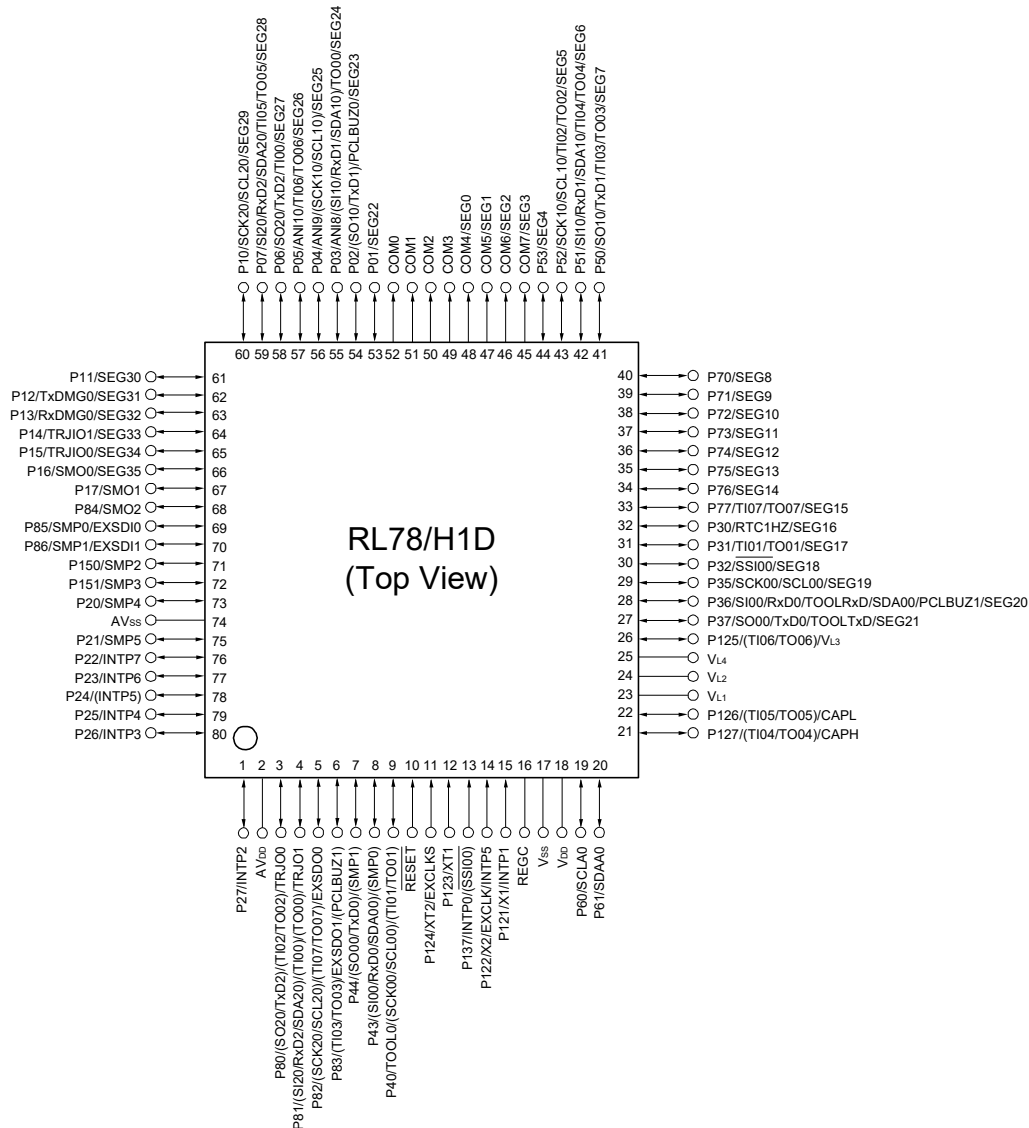 P10/SCK20/SCL20/SEG29
P07/SI20/RxD2/SDA20/TI05/TO05/SEG28
P06/SO20/TxD2/TI00/SEG27
P05/ANI10/TI06/TO06/SEG26
P04/ANI9/(SCK10/SCL10)/SEG25
P03/ANI8/(SI10/RxD1/SDA10)/TO00/SEG24
P02/(SO10/TxD1)/PCLBUZ0/SEG23
P01/SEG22
COM0
COM1
COM2
COM3
COM4/SEG0
COM5/SEG1
COM6/SEG2
COM7/SEG3
P53/SEG4
P52/SCK10/SCL10/TI02/TO02/SEG5
P51/SI10/RxD1/SDA10/TI04/TO04/SEG6
P50/SO10/TxD1/TI03/TO03/SEG7
60 59 58 57 56 55 54 53 52 51 50 49 48 47 46 45 44 43 42 41
P11/SEG30 61
P12/TxDMG0/SEG31 62
P13/RxDMG0/SEG32 63
P14/TRJIO1/SEG33 64
P15/TRJIO0/SEG34 65
P16/SMO0/SEG35 66
P17/SMO1 67
P84/SMO2 68
P85/SMP0/EXSDI0 69
P86/SMP1/EXSDI1 70
P150/SMP2 71
P151/SMP3 72
P20/SMP4 73
AVSS 74
P21/SMP5 75
P22/INTP7 76
P23/INTP6 77
P24/(INTP5) 78
P25/INTP4 79
P26/INTP3 80
RL78/H1D
(Top View)
40 P70/SEG8
39 P71/SEG9
38 P72/SEG10
37 P73/SEG11
36 P74/SEG12
35 P75/SEG13
34 P76/SEG14
33 P77/TI07/TO07/SEG15
32 P30/RTC1HZ/SEG16
31 P31/TI01/TO01/SEG17
30 P32/SSI00/SEG18
29 P35/SCK00/SCL00/SEG19
28 P36/SI00/RxD0/TOOLRxD/SDA00/PCLBUZ1/SEG20
27 P37/SO00/TxD0/TOOLTxD/SEG21
26 P125/(TI06/TO06)/VL3
25 VL4
24 VL2
23 VL1
22 P126/(TI05/TO05)/CAPL
21 P127/(TI04/TO04)/CAPH
1 2 3 4 5 6 7 8 9 10 11 12 13 14 15 16 17 18 19 20
P27/INTP2
AVDD
P80/(SO20/TxD2)/(TI02/TO02)/TRJO0
P81/(SI20/RxD2/SDA20)/(TI00)/(TO00)/TRJO1
P82/(SCK20/SCL20)/(TI07/TO07)/EXSDO0
P83/(TI03/TO03)/EXSDO1/(PCLBUZ1)
P44/(SO00/TxD0)/(SMP1)
P43/(SI00/RxD0/SDA00)/(SMP0)
P40/TOOL0/(SCK00/SCL00)/(TI01/TO01)
RESET
P124/XT2/EXCLKS
P123/XT1
P137/INTP0/(SSI00)
P122/X2/EXCLK/INTP5
P121/X1/INTP1
REGC
VSS
VDD
P60/SCLA0
P61/SDAA0